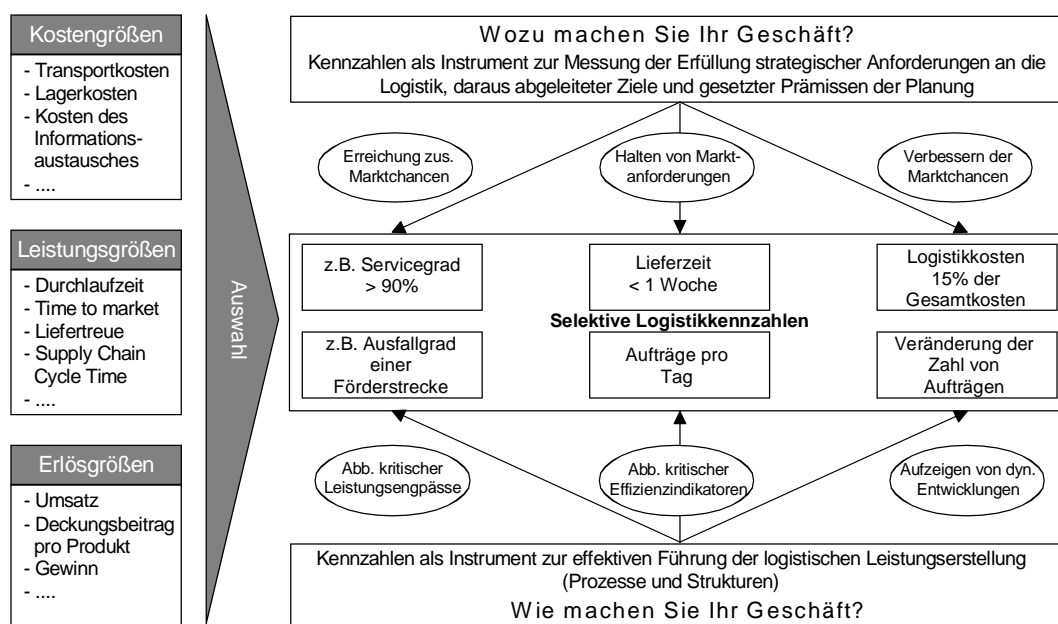 Kostengrößen
- Transportkosten
- Lagerkosten
- Kosten des
Informations-
austausches
- ....
Leistungsgrößen
- Durchlaufzeit
- Time to market
- Liefertreue
- Supply Chain
Cycle Time
- ....
Erlösgrößen
- Umsatz
- Deckungsbeitrag
pro Produkt
- Gewinn
- ....
Auswahl
Wozu machen Sie Ihr Geschäft?
Kennzahlen als Instrument zur Messung der Erfüllung strategischer Anforderungen an die
Logistik, daraus abgeleiteter Ziele und gesetzter Prämissen der Planung
Erreichung zus.
Marktchancen
Halten von Markt-
anforderungen
Verbessern der
Marktchancen
z.B. Servicegrad
> 90%
Lieferzeit
< 1 Woche
Logistikkosten
15% der
Gesamtkosten
Selektive Logistikkennzahlen
z.B. Ausfallgrad
einer
Förderstrecke
Aufträge pro
Tag
Veränderung der
Zahl von
Aufträgen
Abb. kritischer
Leistungsengpässe
Abb. kritischer
Effizienzindikatoren
Aufzeigen von dyn.
Entwicklungen
Kennzahlen als Instrument zur effektiven Führung der logistischen Leistungserstellung
(Prozesse und Strukturen)
Wie machen Sie Ihr Geschäft?